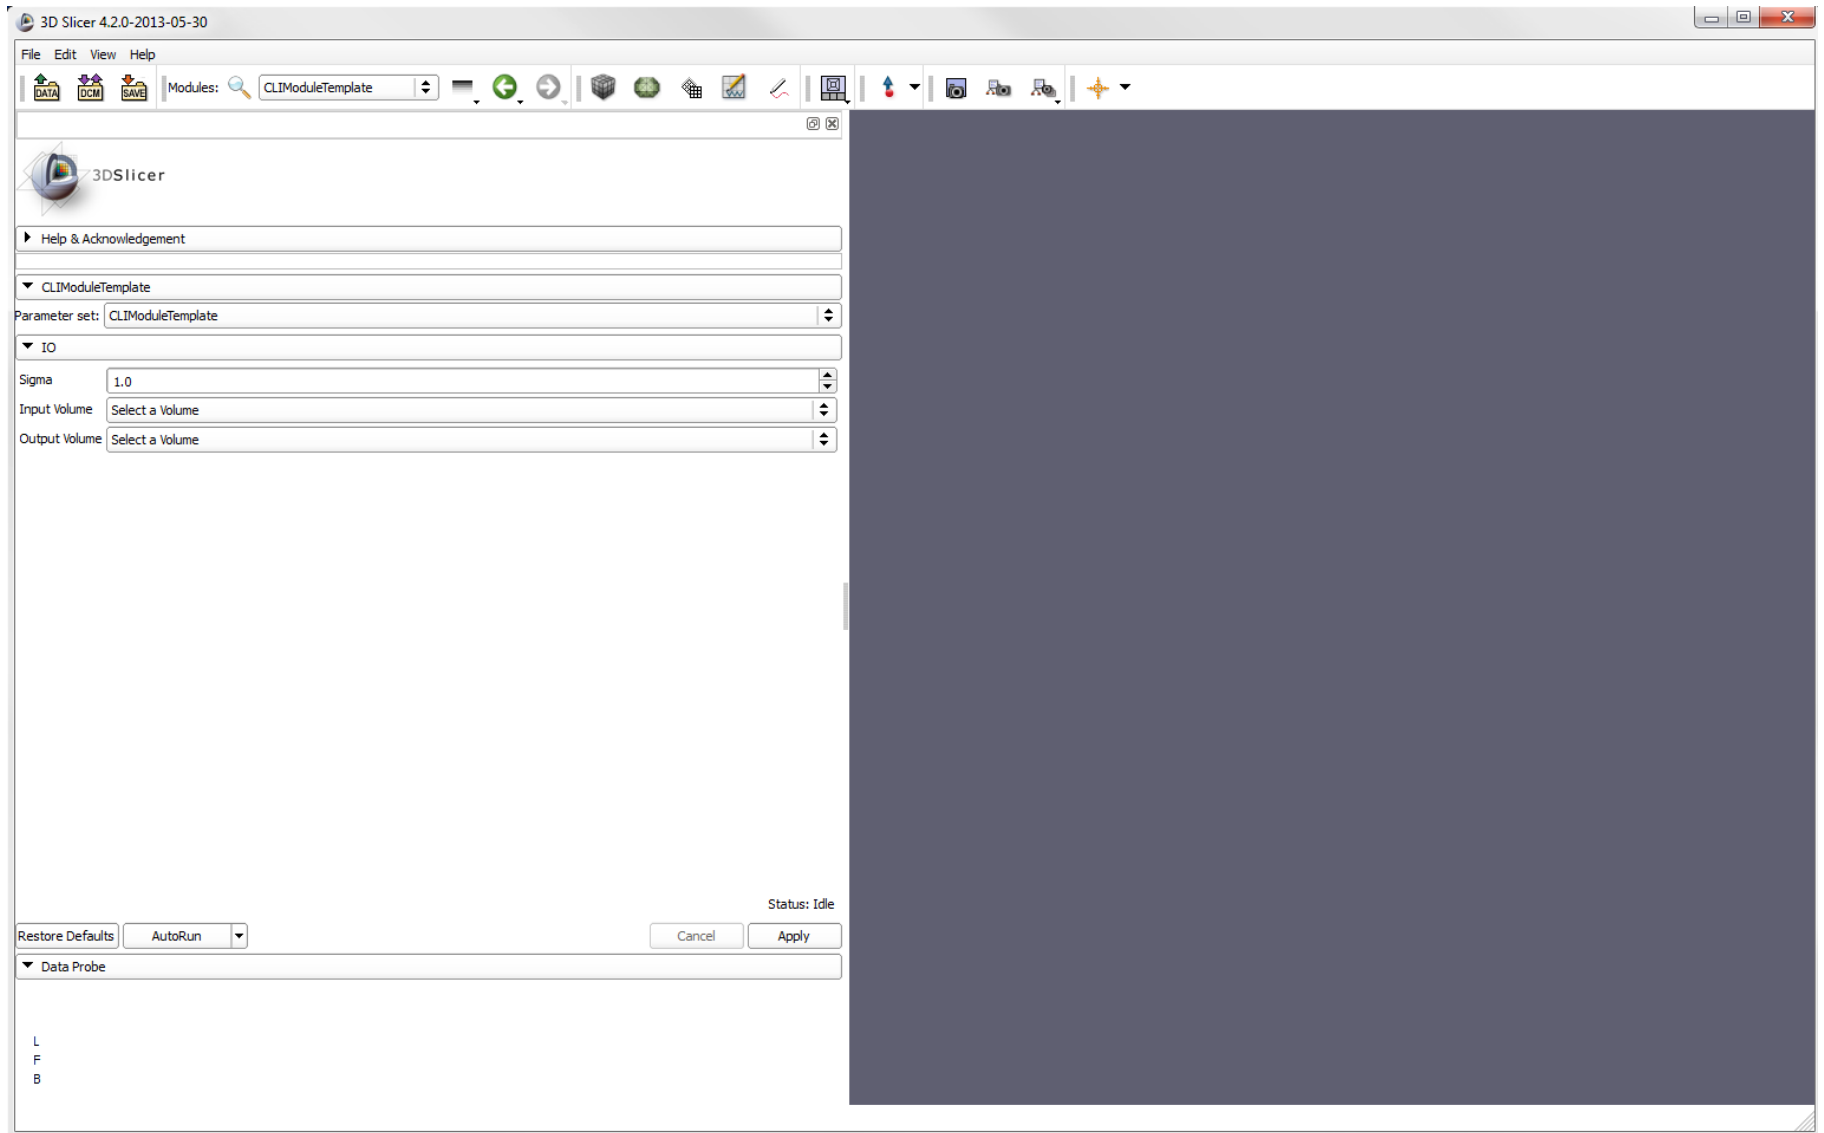 3D Slicer 4.2.0-2013-05-30
File Edit View Help
DATA DCM SAVE Modules: CLIModuleTemplate
3DSlicer
Help & Acknowledgement
CLIModuleTemplate
Parameter set: CLIModuleTemplate
IO
Sigma 1.0
Input Volume Select a Volume
Output Volume Select a Volume
Status: Idle
Restore Defaults AutoRun Cancel Apply
Data Probe
L
F
B